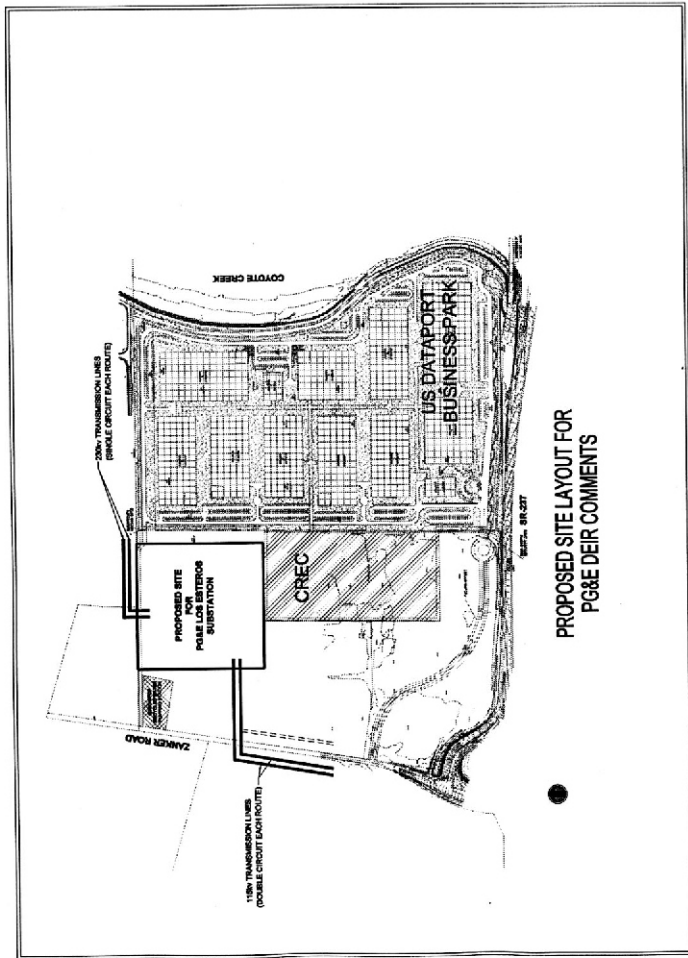 230kv TRANSMISSION LINES
(SINGLE CIRCUIT EACH ROUTE)
COYOTE CREEK
US DATAPORT
BUSINESS PARK
PROPOSED SITE
FOR
PG&E LOS ESTEROS
SUBSTATION
CREC
ZANKER ROAD
115kv TRANSMISSION LINES
(DOUBLE CIRCUIT EACH ROUTE)
SR-237
PROPOSED SITE LAYOUT FOR
PG&E DEIR COMMENTS